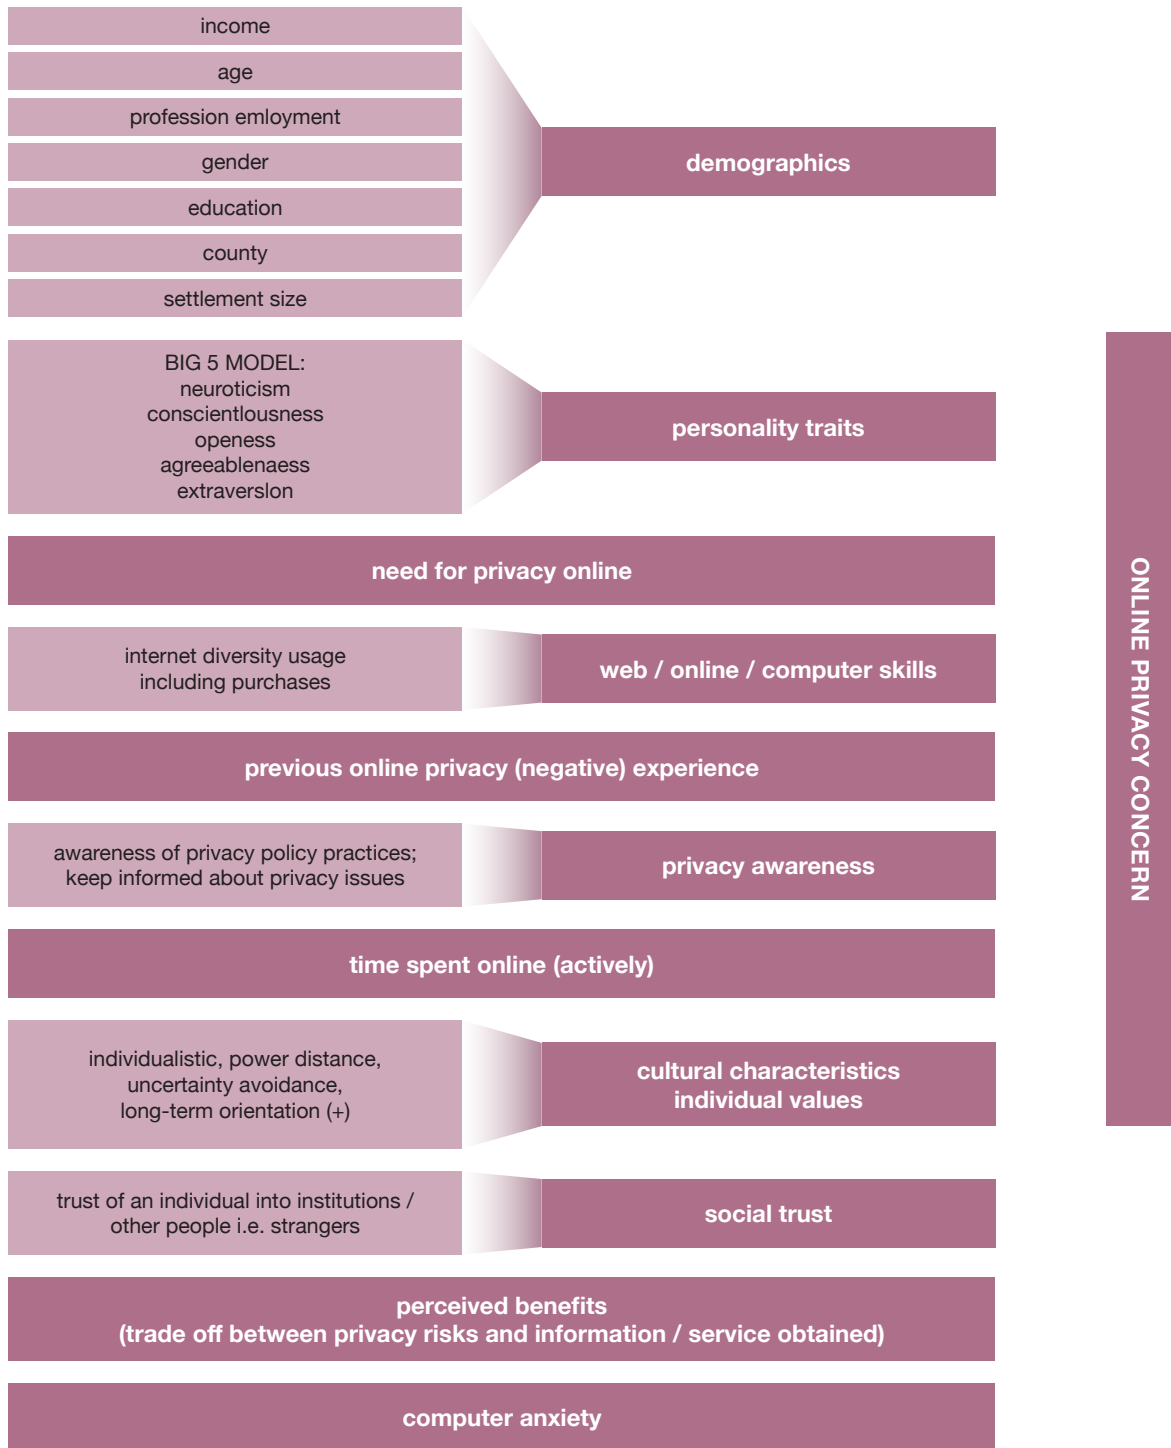 income
age
profession emloyment
gender
education
county
settlement size
demographics
BIG 5 MODEL:
neuroticism
conscientlousness
openess
agreeablenaess
extraverslon
personality traits
need for privacy online
internet diversity usage
including purchases
web / online / computer skills
previous online privacy (negative) experience
awareness of privacy policy practices;
keep informed about privacy issues
privacy awareness
time spent online (actively)
individualistic, power distance,
uncertainty avoidance,
long-term orientation (+)
cultural characteristics
individual values
trust of an individual into institutions /
other people i.e. strangers
social trust
perceived benefits
(trade off between privacy risks and information / service obtained)
computer anxiety
ONLINE PRIVACY CONCERN